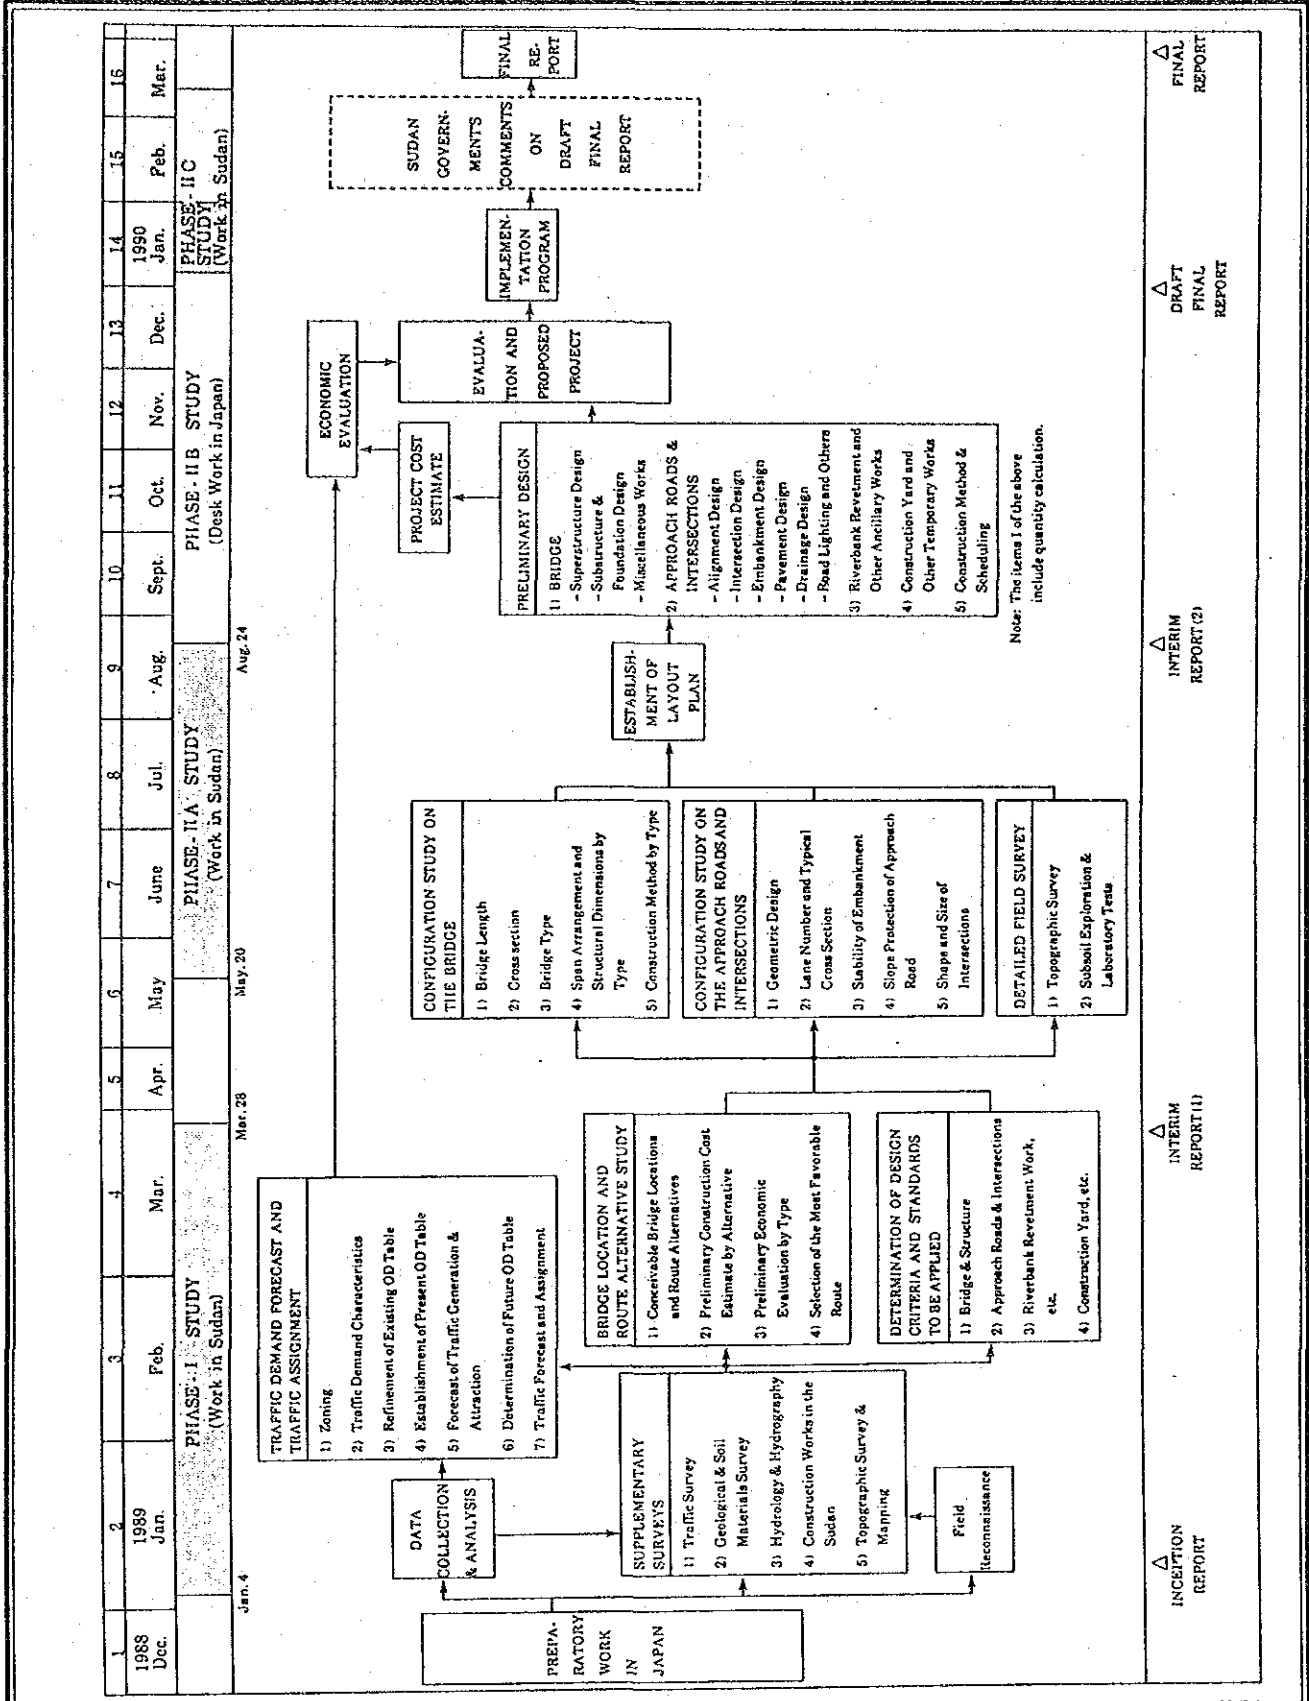 1 2 3 4 5 6 7 8 9 10 11 12 13 14 15 16
1988 Dec. 1989 Jan. Feb. Mar. Apr. May June Jul. Aug. Sept. Oct. Nov. Dec. 1990 Jan. Feb. Mar.
PHASE-I STUDY
(Work in Sudan)
PHASE-IIA STUDY
(Work in Sudan)
PHASE-IIB STUDY
(Desk Work in Japan)
PHASE-IIC
STUDY
(Work in Sudan)
Jan. 4
Mar. 28
May. 20
Aug. 24
PREPA-
RATORY
WORK
IN
JAPAN
DATA
COLLECTION
& ANALYSIS
SUPPLEMENTARY
SURVEYS
1) Traffic Survey
2) Geological & Soil
Materials Survey
3) Hydrology & Hydrography
4) Construction Works in the
Sudan
5) Topographic Survey &
Mapping
Field
Reconnaissance
TRAFFIC DEMAND FORECAST AND
TRAFFIC ASSIGNMENT
1) Zoning
2) Traffic Demand Characteristics
3) Refinement of Existing OD Table
4) Establishment of Present OD Table
5) Forecast of Traffic Generation &
Attraction
6) Determination of Future OD Table
7) Traffic Forecast and Assignment
BRIDGE LOCATION AND
ROUTE ALTERNATIVE STUDY
1) Conceivable Bridge Locations
and Route Alternatives
2) Preliminary Construction Cost
Estimate by Alternative
3) Preliminary Economic
Evaluation by Type
4) Selection of the Most Favorable
Route
DETERMINATION OF DESIGN
CRITERIA AND STANDARDS
TO BE APPLIED
1) Bridge & Structure
2) Approach Roads & Intersections
3) Riverbank Revetment Work,
etc.
4) Construction Yard, etc.
CONFIGURATION STUDY ON
THE BRIDGE
1) Bridge Length
2) Cross section
3) Bridge Type
4) Span Arrangement and
Structural Dimensions by
Type
5) Construction Method by Type
CONFIGURATION STUDY ON
THE APPROACH ROADS AND
INTERSECTIONS
1) Geometric Design
2) Lane Number and Typical
Cross Section
3) Stability of Embankment
4) Slope Protection of Approach
Road
5) Shape and Size of
Intersections
DETAILED FIELD SURVEY
1) Topographic Survey
2) Subsoil Exploration &
Laboratory Tests
ESTABLISH-
MENT OF
LAYOUT
PLAN
PRELIMINARY DESIGN
1) BRIDGE
- Superstructure Design
- Substructure &
Foundation Design
- Miscellaneous Works
2) APPROACH ROADS &
INTERSECTIONS
- Alignment Design
- Intersection Design
- Embankment Design
- Pavement Design
- Drainage Design
- Road Lighting and Others
3) Riverbank Revetment and
Other Ancillary Works
4) Construction Yard and
Other Temporary Works
5) Construction Method &
Scheduling
Note: The items 1 of the above
include quantity calculation.
PROJECT COST
ESTIMATE
ECONOMIC
EVALUATION
EVALUA-
TION AND
PROPOSED
PROJECT
IMPLEMEN-
TATION
PROGRAM
SUDAN
GOVERN-
MENTS
COMMENTS
ON
DRAFT
FINAL
REPORT
FINAL
RE-
PORT
△
INCEPTION
REPORT
△
INTERIM
REPORT(1)
△
INTERIM
REPORT(2)
△
DRAFT
FINAL
REPORT
△
FINAL
REPORT